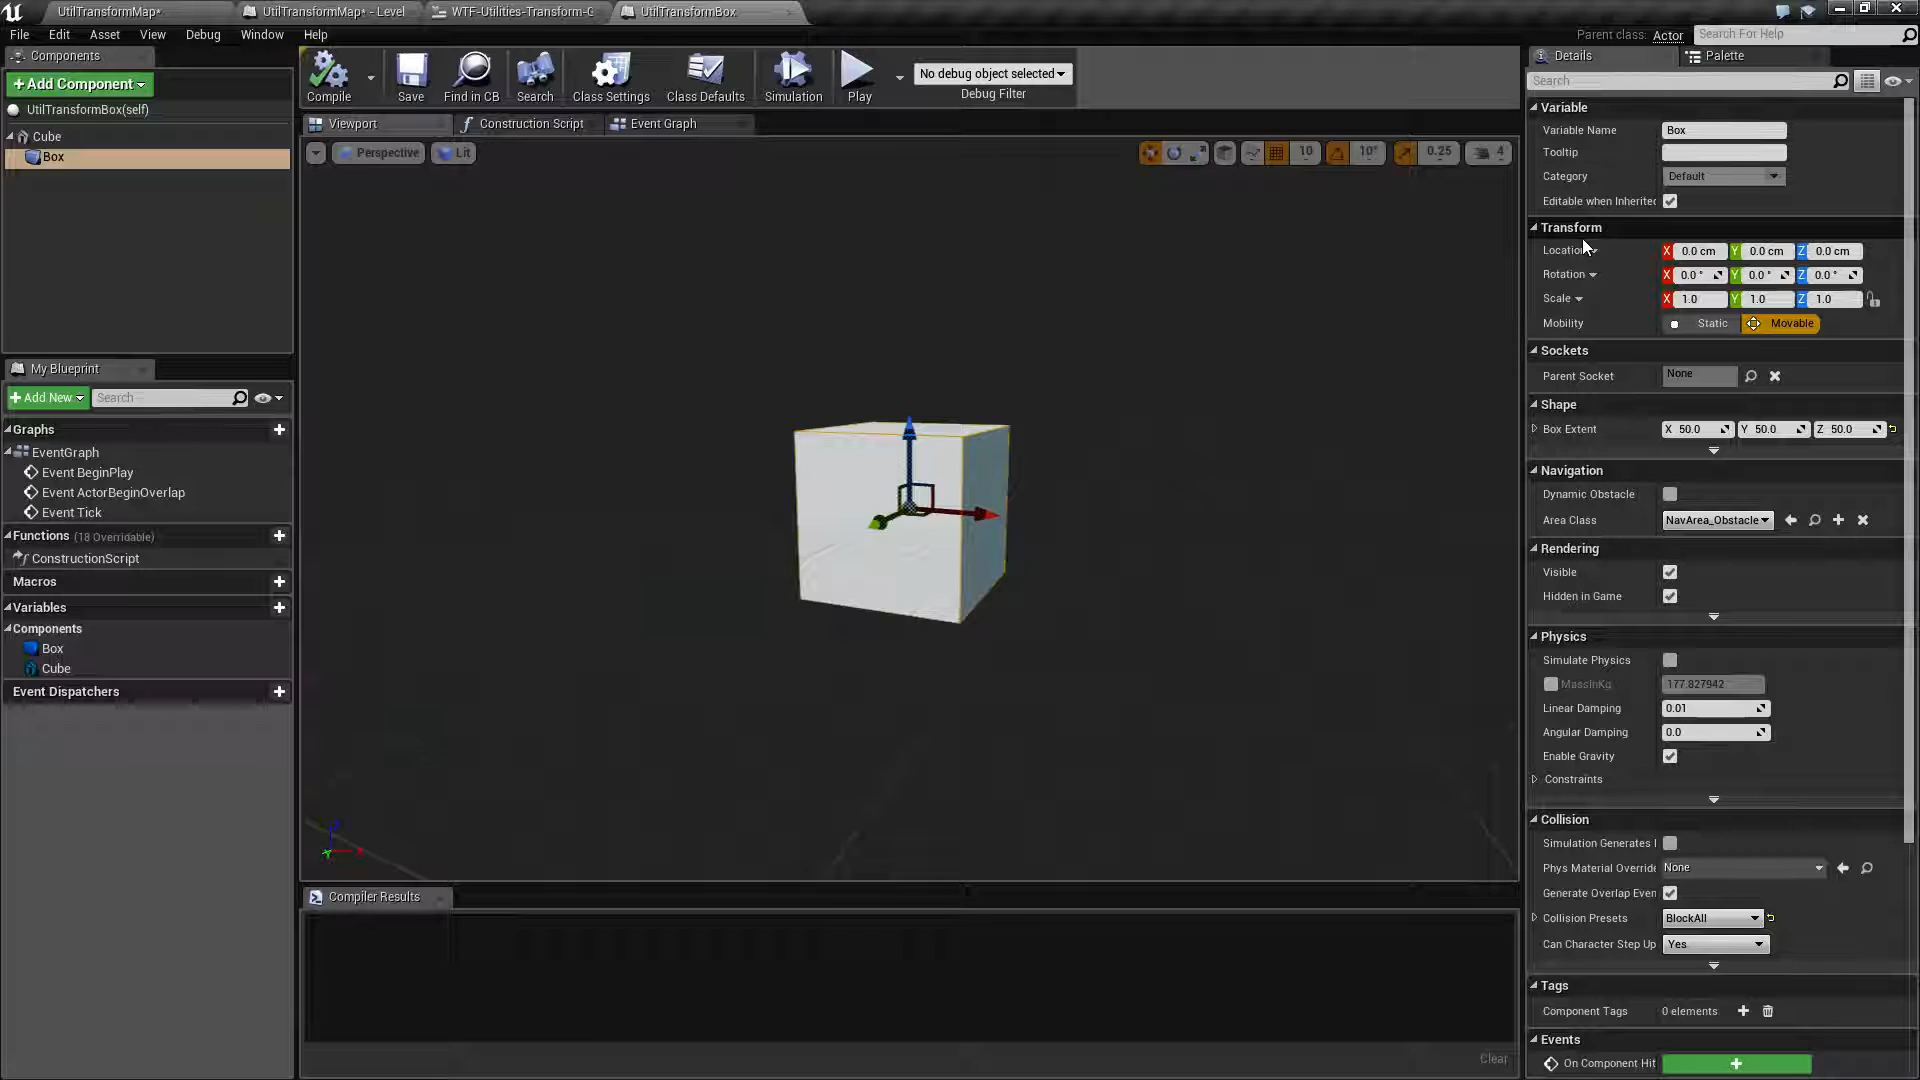 UtilTransformMap*
UtilTransformMap* - Level
WTF-Utilities-Transform-C
UtilTransformBox
File Edit Asset View Debug Window Help
Parent class: Actor
Search For Help
Components
+Add Component
UtilTransformBox(self)
Cube
Box
Compile
Save
Find in CB
Search
Class Settings
Class Defaults
Simulation
Play
No debug object selected
Debug Filter
Viewport
Construction Script
Event Graph
Perspective
Lit
10
10°
0.25
4
My Blueprint
+Add New
Search
Graphs
EventGraph
Event BeginPlay
Event ActorBeginOverlap
Event Tick
Functions (18 Overridable)
ConstructionScript
Macros
Variables
Components
Box
Cube
Event Dispatchers
Compiler Results
Clear
Details
Palette
Search
Variable
Variable Name Box
Tooltip
Category Default
Editable when Inherited
Transform
Location X 0.0 cm Y 0.0 cm Z 0.0 cm
Rotation X 0.0 ° Y 0.0 ° Z 0.0 °
Scale X 1.0 Y 1.0 Z 1.0
Mobility Static Movable
Sockets
Parent Socket None
Shape
Box Extent X 50.0 Y 50.0 Z 50.0
Navigation
Dynamic Obstacle
Area Class NavArea_Obstacle
Rendering
Visible
Hidden in Game
Physics
Simulate Physics
MassInKg 177.827942
Linear Damping 0.01
Angular Damping 0.0
Enable Gravity
Constraints
Collision
Simulation Generates
Phys Material Override None
Generate Overlap Even
Collision Presets BlockAll
Can Character Step Up Yes
Tags
Component Tags 0 elements
Events
On Component Hit +